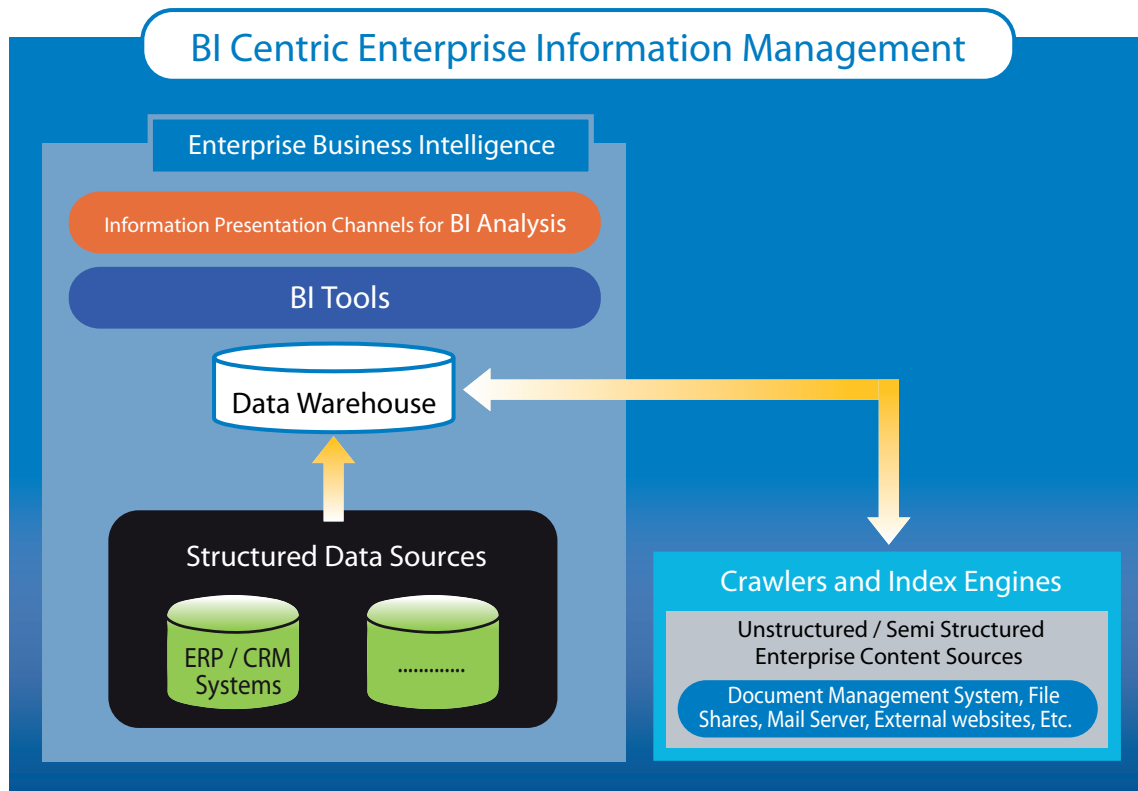 BI Centric Enterprise Information Management
Enterprise Business Intelligence
Information Presentation Channels for BI Analysis
BI Tools
Data Warehouse
Structured Data Sources
ERP / CRM
Systems
.............
Crawlers and Index Engines
Unstructured / Semi Structured
Enterprise Content Sources
Document Management System, File
Shares, Mail Server, External websites, Etc.